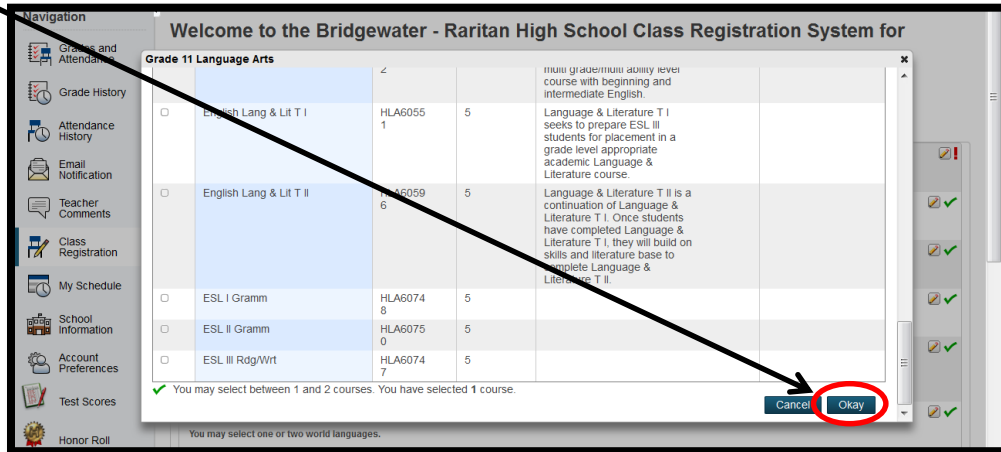 Navigation
Welcome to the Bridgewater - Raritan High School Class Registration System for
Grades and
Attendance
Grade History
Attendance
History
Email
Notification
Teacher
Comments
Class
Registration
My Schedule
School
Information
Account
Preferences
Test Scores
Honor Roll
Grade 11 Language Arts
2
multi grade/multi ability level
course with beginning and
intermediate English.
English Lang & Lit T I
HLA6055
1
5
Language & Literature T I
seeks to prepare ESL III
students for placement in a
grade level appropriate
academic Language &
Literature course.
English Lang & Lit T II
HLA6059
6
5
Language & Literature T II is a
continuation of Language &
Literature T I. Once students
have completed Language &
Literature T I, they will build on
skills and literature base to
complete Language &
Literature T II.
ESL I Gramm
HLA6074
8
5
ESL II Gramm
HLA6075
0
5
ESL III Rdg/Wrt
HLA6074
7
5
You may select between 1 and 2 courses. You have selected 1 course.
Cancel
Okay
You may select one or two world languages.